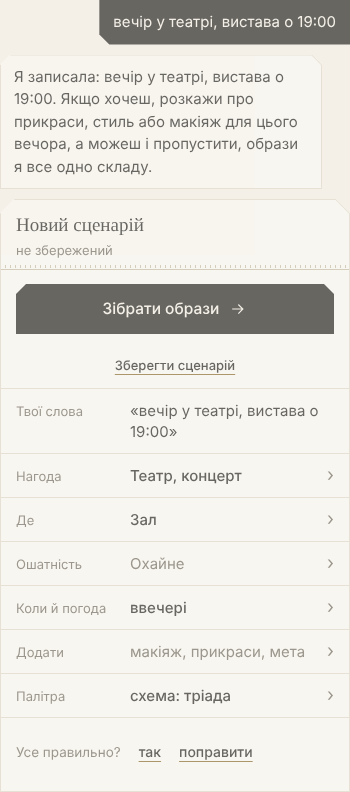 вечір у театрі, вистава о 19:00
Я записала: вечір у театрі, вистава о
19:00. Якщо хочеш, розкажи про
прикраси, стиль або макіяж для цього
вечора, а можеш і пропустити, образи
я все одно складу.
Новий сценарій
не збережений
Зібрати образи →
Зберегти сценарій
Твої слова «вечір у театрі, вистава о
19:00»
Нагода Театр, концерт
Де Зал
Ошатність Охайне
Коли й погода ввечері
Додати макіяж, прикраси, мета
Палітра схема: тріада
Усе правильно? так поправити